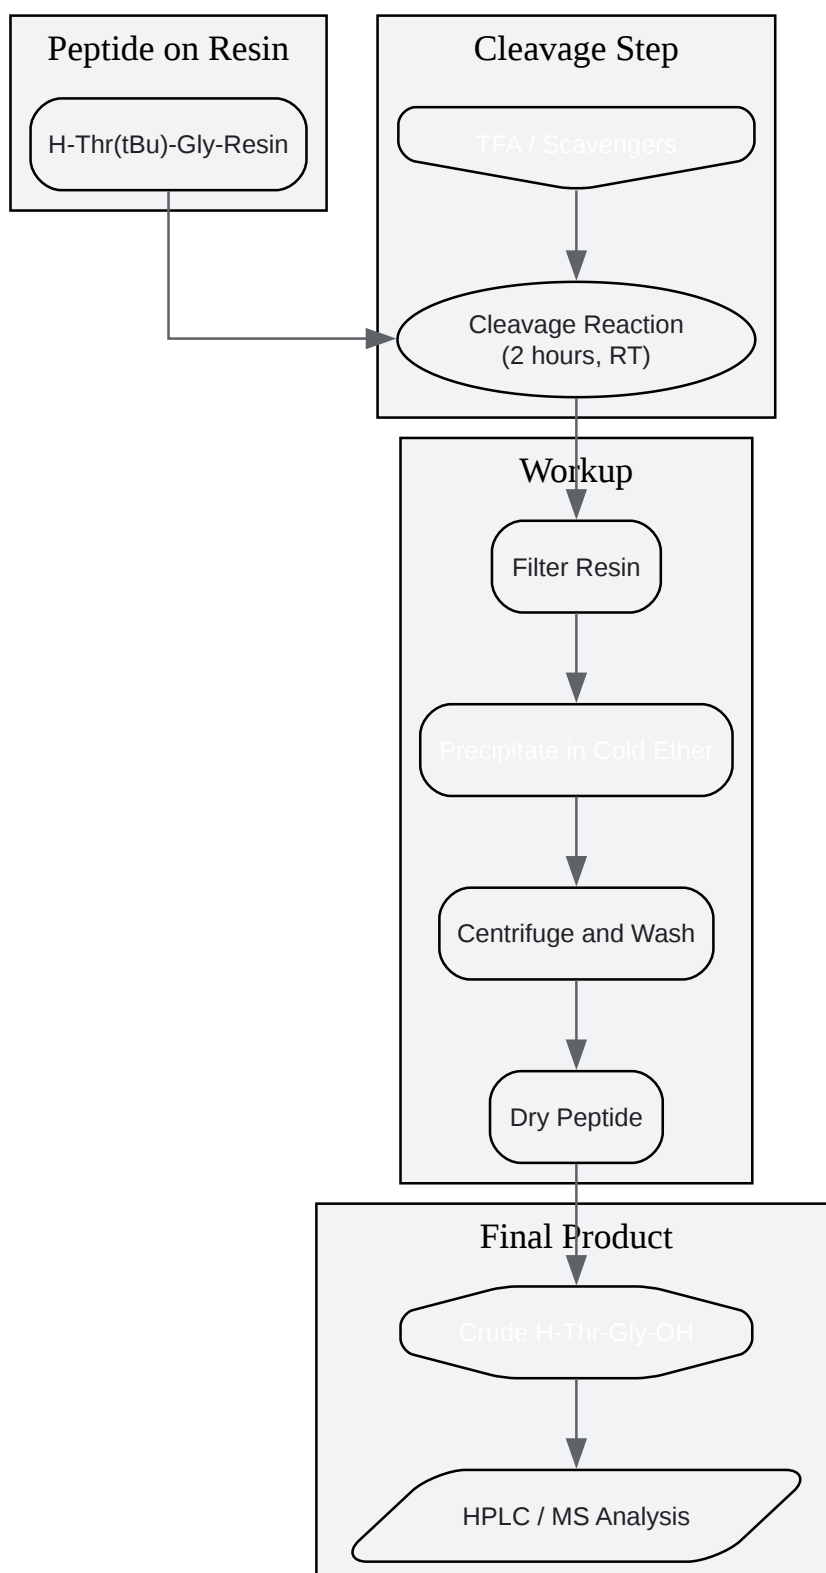 Peptide on Resin
H-Thr(tBu)-Gly-Resin
Cleavage Step
TFA / Scavengers
Cleavage Reaction
(2 hours, RT)
Workup
Filter Resin
Precipitate in Cold Ether
Centrifuge and Wash
Dry Peptide
Final Product
Crude H-Thr-Gly-OH
HPLC / MS Analysis